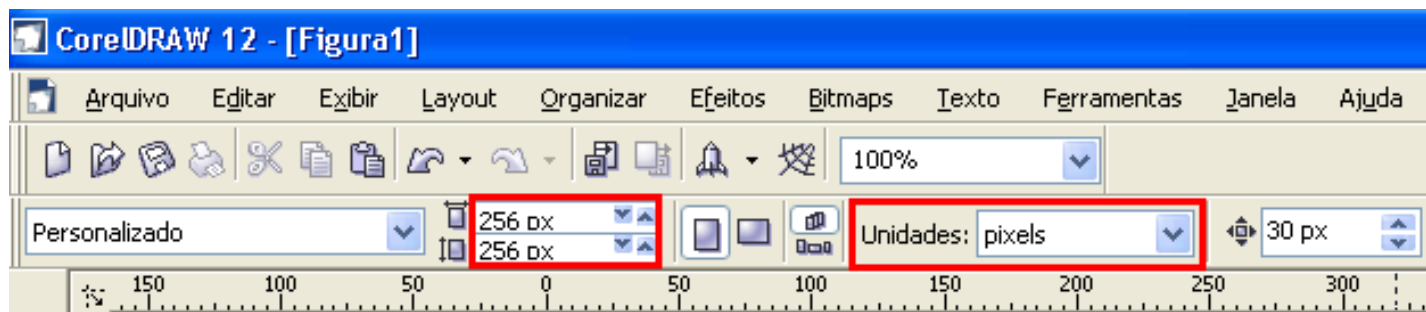 CorelDRAW 12 - [Figura1]
Arquivo Editar Exibir Layout Organizar Efeitos Bitmaps Texto Ferramentas Janela Ajuda
100%
Personalizado 256 px Unidades: pixels 30 px
256 px
150 100 50 0 50 100 150 200 250 300